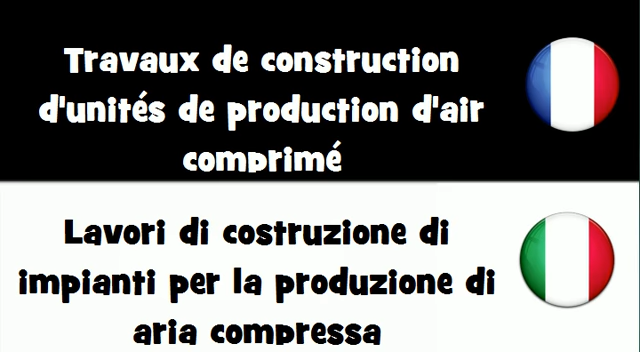 Travaux de construction
d'unités de production d'air
comprimé
Lavori di costruzione di
impianti per la produzione di
aria compressa